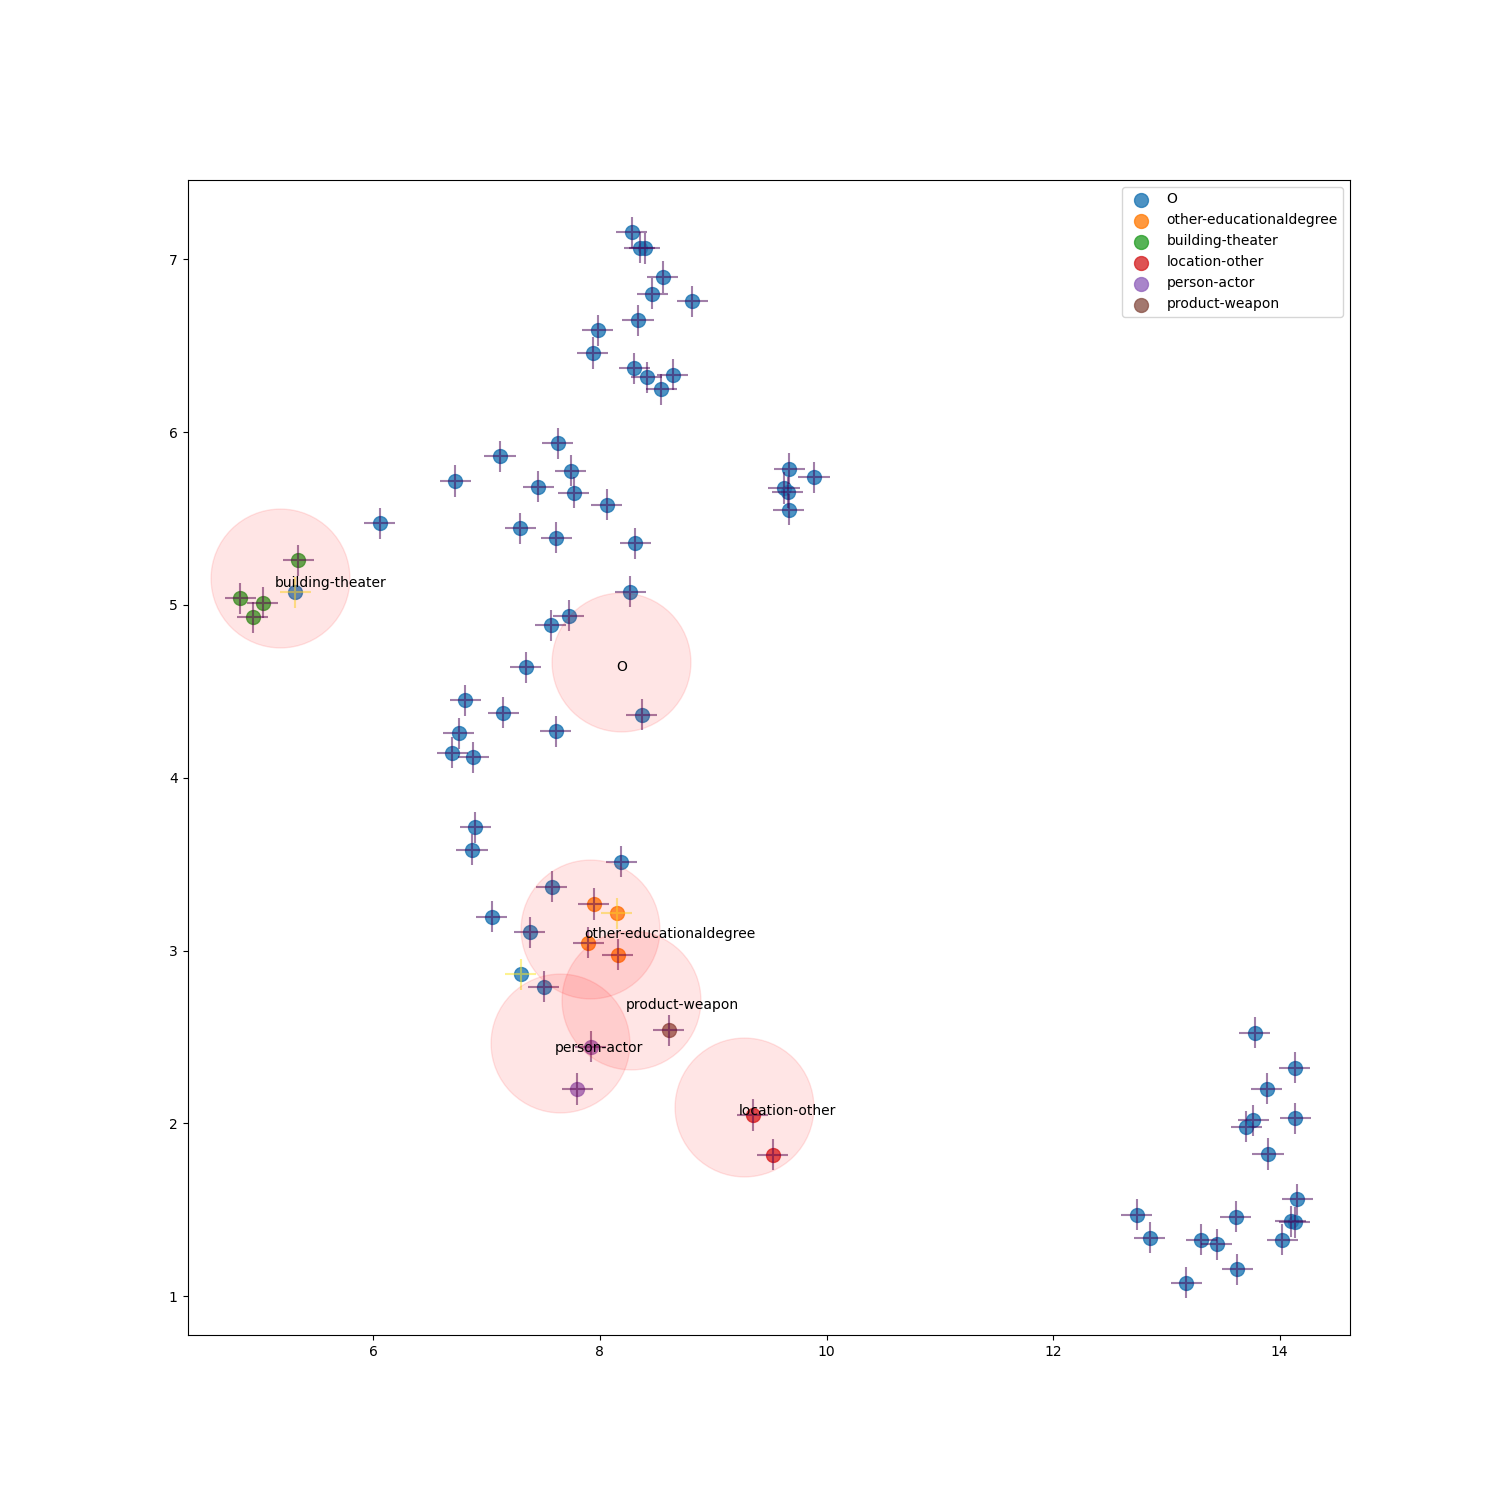 O
other-educationaldegree
building-theater
location-other
person-actor
product-weapon
7
6
5
4
3
2
1
building-theater
O
other-educationaldegree
product-weapon
person-actor
location-other
6 8 10 12 14